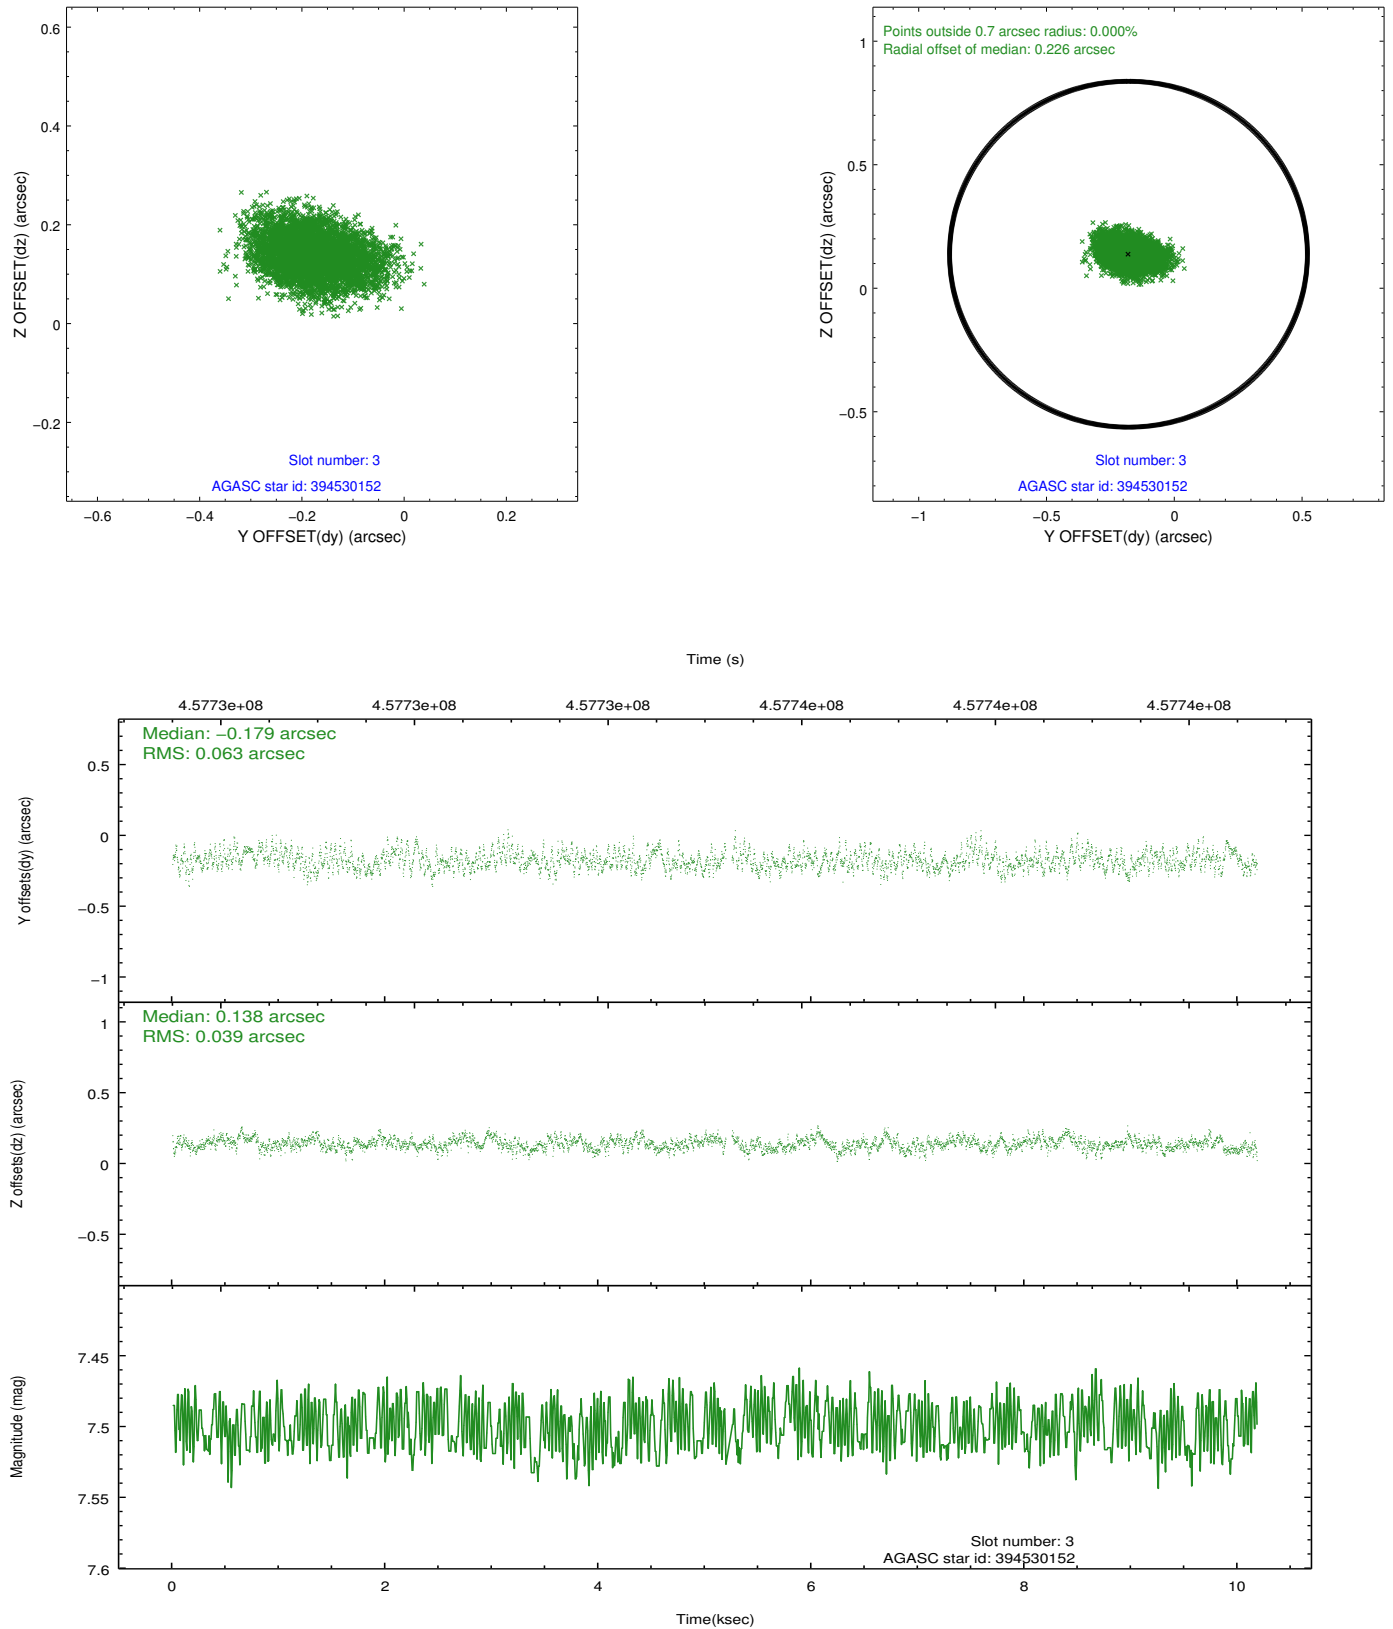 0.6
0.4
0.2
0
−0.2
−0.6
−0.4
−0.2
0
0.2
Z OFFSET(dz) (arcsec)
Y OFFSET(dy) (arcsec)
Slot number: 3
AGASC star id: 394530152
Points outside 0.7 arcsec radius: 0.000%
Radial offset of median: 0.226 arcsec
1
0.5
0
−0.5
−1
−0.5
0
0.5
Z OFFSET(dz) (arcsec)
Y OFFSET(dy) (arcsec)
Slot number: 3
AGASC star id: 394530152
Time (s)
4.5773e+08 4.5773e+08 4.5773e+08 4.5774e+08 4.5774e+08 4.5774e+08
Median: −0.179 arcsec
RMS: 0.063 arcsec
0.5
0
−0.5
−1
Y offsets(dy) (arcsec)
Median: 0.138 arcsec
RMS: 0.039 arcsec
1
0.5
0
−0.5
Z offsets(dz) (arcsec)
7.45
7.5
7.55
7.6
Magnitude (mag)
Slot number: 3
AGASC star id: 394530152
0 2 4 6 8 10
Time(ksec)